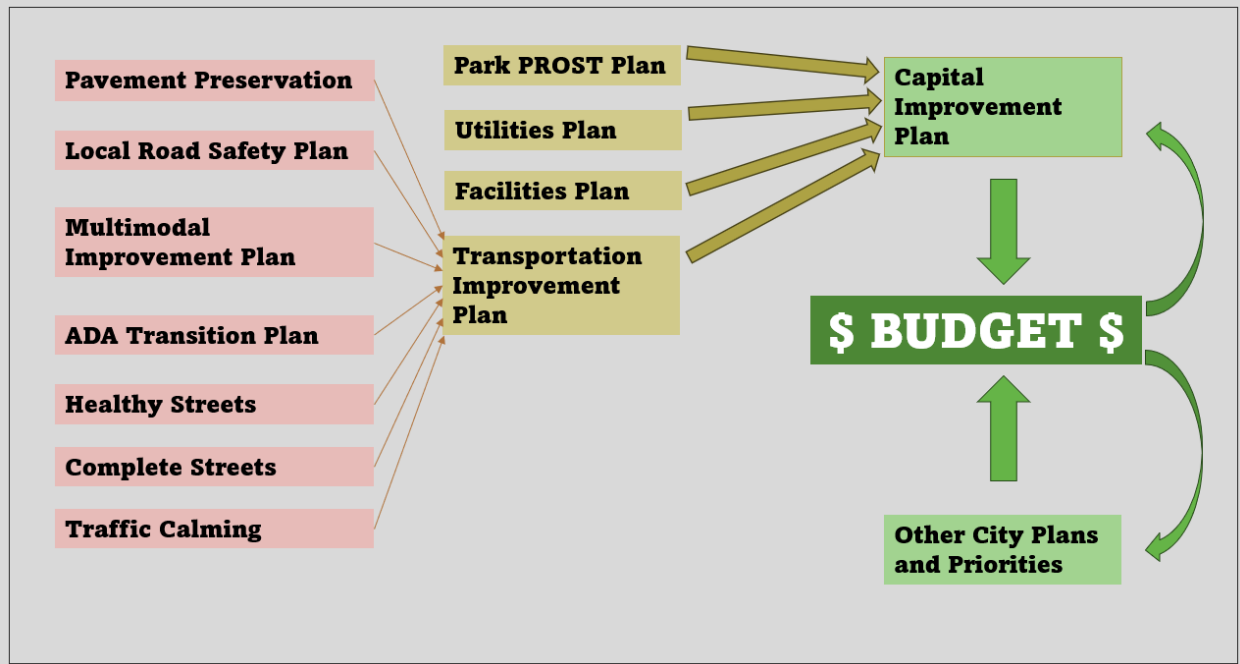 Pavement Preservation
Local Road Safety Plan
Multimodal
Improvement Plan
ADA Transition Plan
Healthy Streets
Complete Streets
Traffic Calming
Park PROST Plan
Utilities Plan
Facilities Plan
Transportation
Improvement
Plan
Capital
Improvement
Plan
$ BUDGET $
Other City Plans
and Priorities